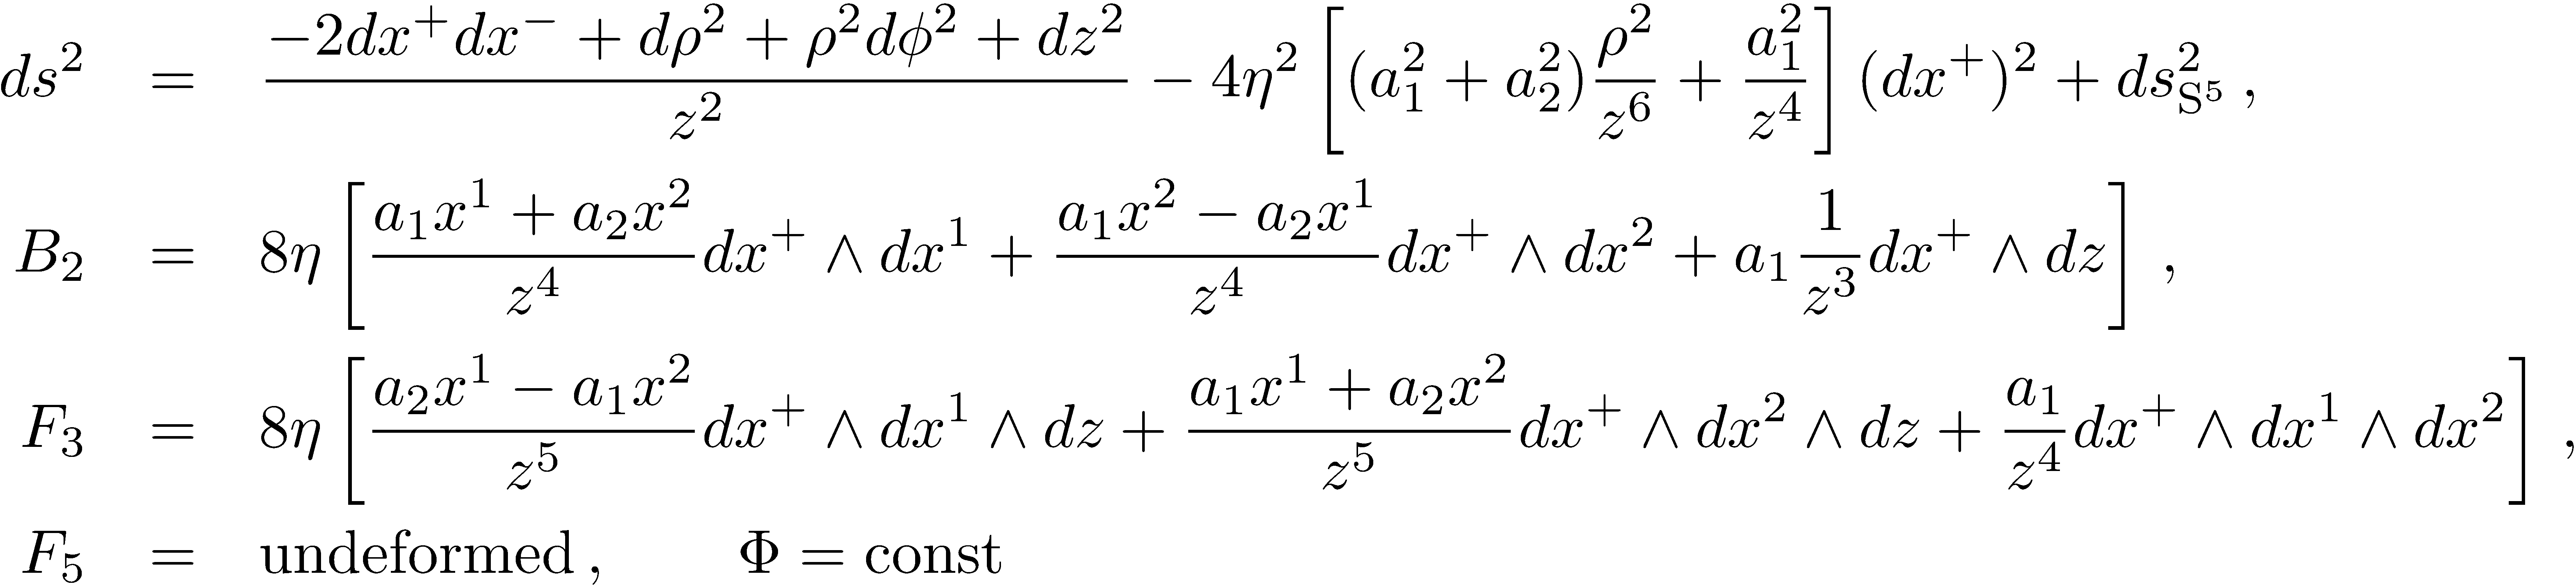 ds^2 = \frac{-2dx^+dx^- + d\rho^2 + \rho^2 d\phi^2 + dz^2}{z^2} - 4\eta^2 \left[ (a_1^2 + a_2^2) \frac{\rho^2}{z^6} + \frac{a_1^2}{z^4} \right] (dx^+)^2 + ds^2_{\mathrm{S}^5} ,
B_2 = 8\eta \left[ \frac{a_1 x^1 + a_2 x^2}{z^4} dx^+ \wedge dx^1 + \frac{a_1 x^2 - a_2 x^1}{z^4} dx^+ \wedge dx^2 + a_1 \frac{1}{z^3} dx^+ \wedge dz \right] ,
F_3 = 8\eta \left[ \frac{a_2 x^1 - a_1 x^2}{z^5} dx^+ \wedge dx^1 \wedge dz + \frac{a_1 x^1 + a_2 x^2}{z^5} dx^+ \wedge dx^2 \wedge dz + \frac{a_1}{z^4} dx^+ \wedge dx^1 \wedge dx^2 \right] ,
F_5 = undeformed , \Phi = const